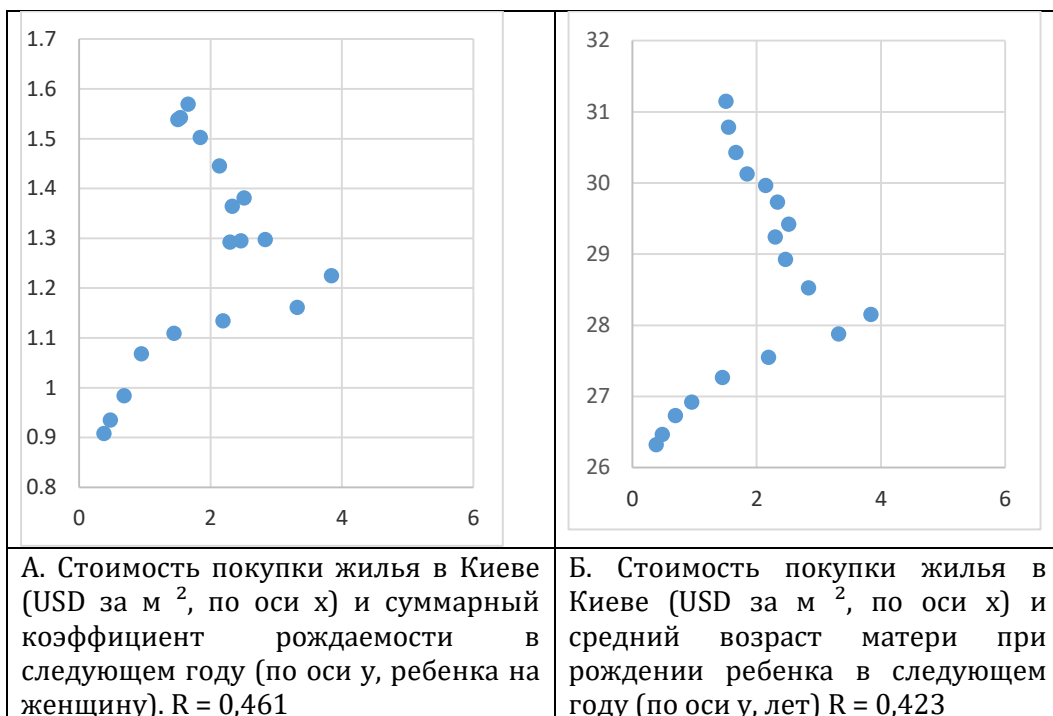 1.7
1.6
1.5
1.4
1.3
1.2
1.1
1
0.9
0.8
0 2 4 6
32
31
30
29
28
27
26
0 2 4 6
А. Стоимость покупки жилья в Киеве
(USD за м ², по оси x) и суммарный
коэффициент рождаемости в
следующем году (по оси y, ребенка на
женщину). R = 0,461
Б. Стоимость покупки жилья в
Киеве (USD за м ², по оси x) и
средний возраст матери при
рождении ребенка в следующем
году (по оси y, лет) R = 0,423